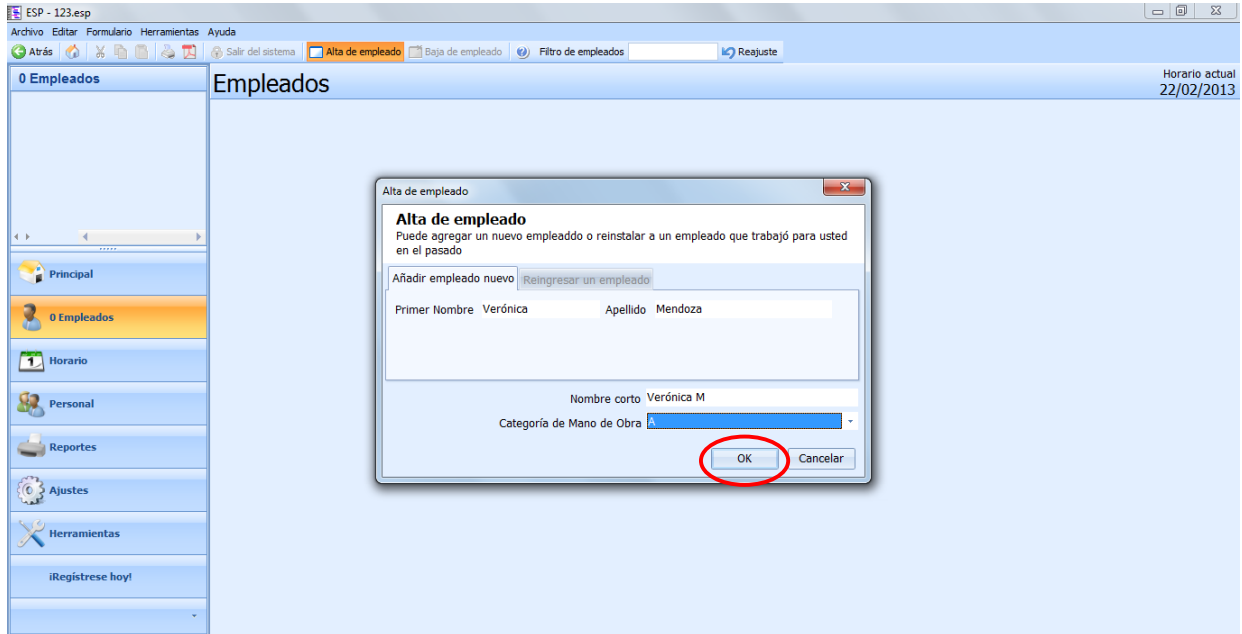 ESP - 123.esp
Archivo Editar Formulario Herramientas Ayuda
Atrás Salir del sistema Alta de empleado Baja de empleado Filtro de empleados Reajuste
0 Empleados
Empleados
Horario actual
22/02/2013
Alta de empleado
Alta de empleado
Puede agregar un nuevo empleaddo o reinstalar a un empleado que trabajó para usted
en el pasado
Añadir empleado nuevo Reingresar un empleado
Primer Nombre Verónica Apellido Mendoza
Nombre corto Verónica M
Categoría de Mano de Obra A
OK Cancelar
Principal
0 Empleados
1 Horario
Personal
Reportes
Ajustes
Herramientas
¡Regístrese hoy!